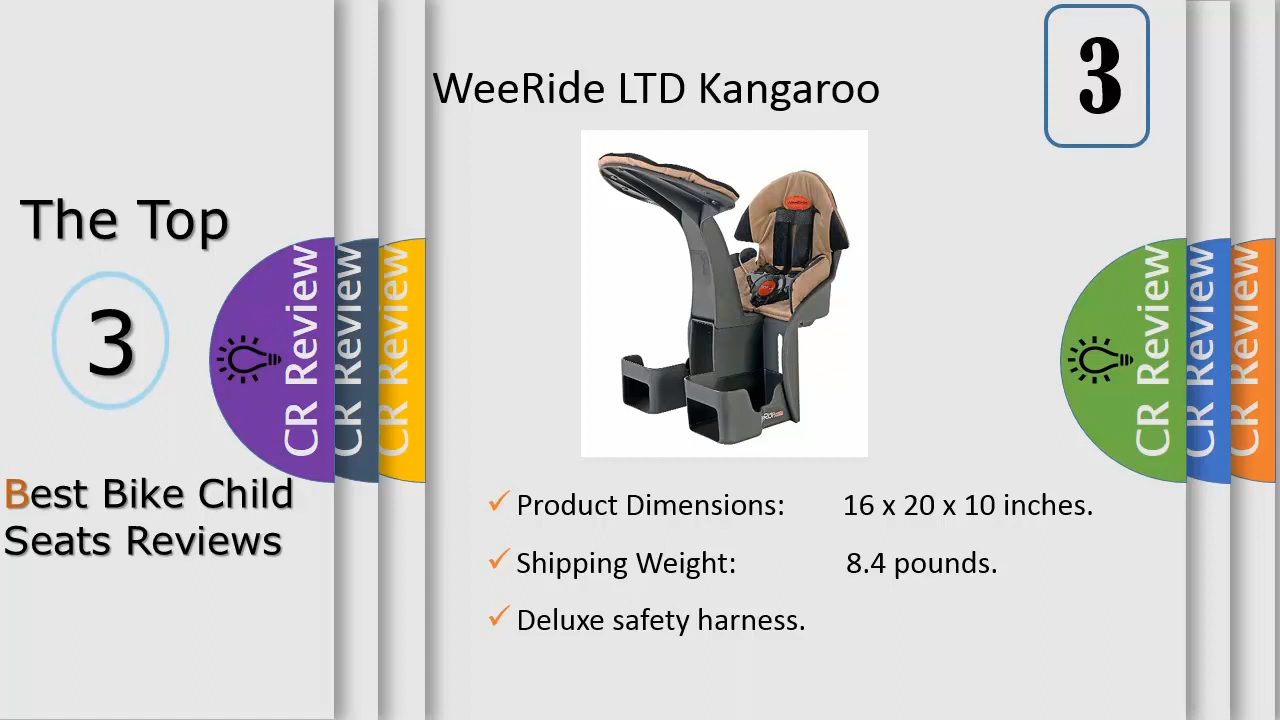 The Top
3
Best Bike Child
Seats Reviews
CR Review
CR Review
CR Review
WeeRide LTD Kangaroo
3
✓ Product Dimensions: 16 x 20 x 10 inches.
✓ Shipping Weight: 8.4 pounds.
✓ Deluxe safety harness.
CR Review
CR Review
CR Review